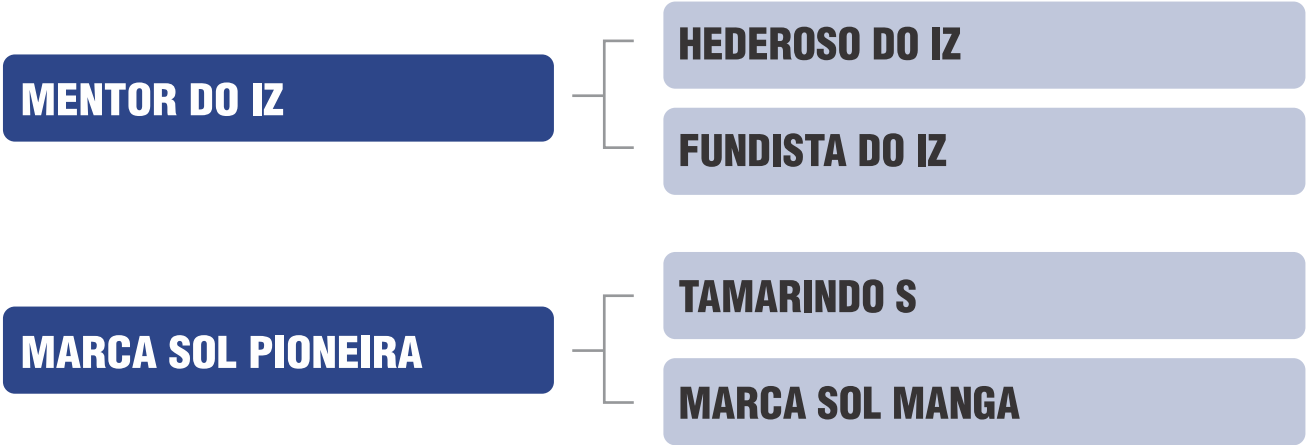 HEDEROSO DO IZ
MENTOR DO IZ
FUNDISTA DO IZ
TAMARINDO S
MARCA SOL PIONEIRA
MARCA SOL MANGA